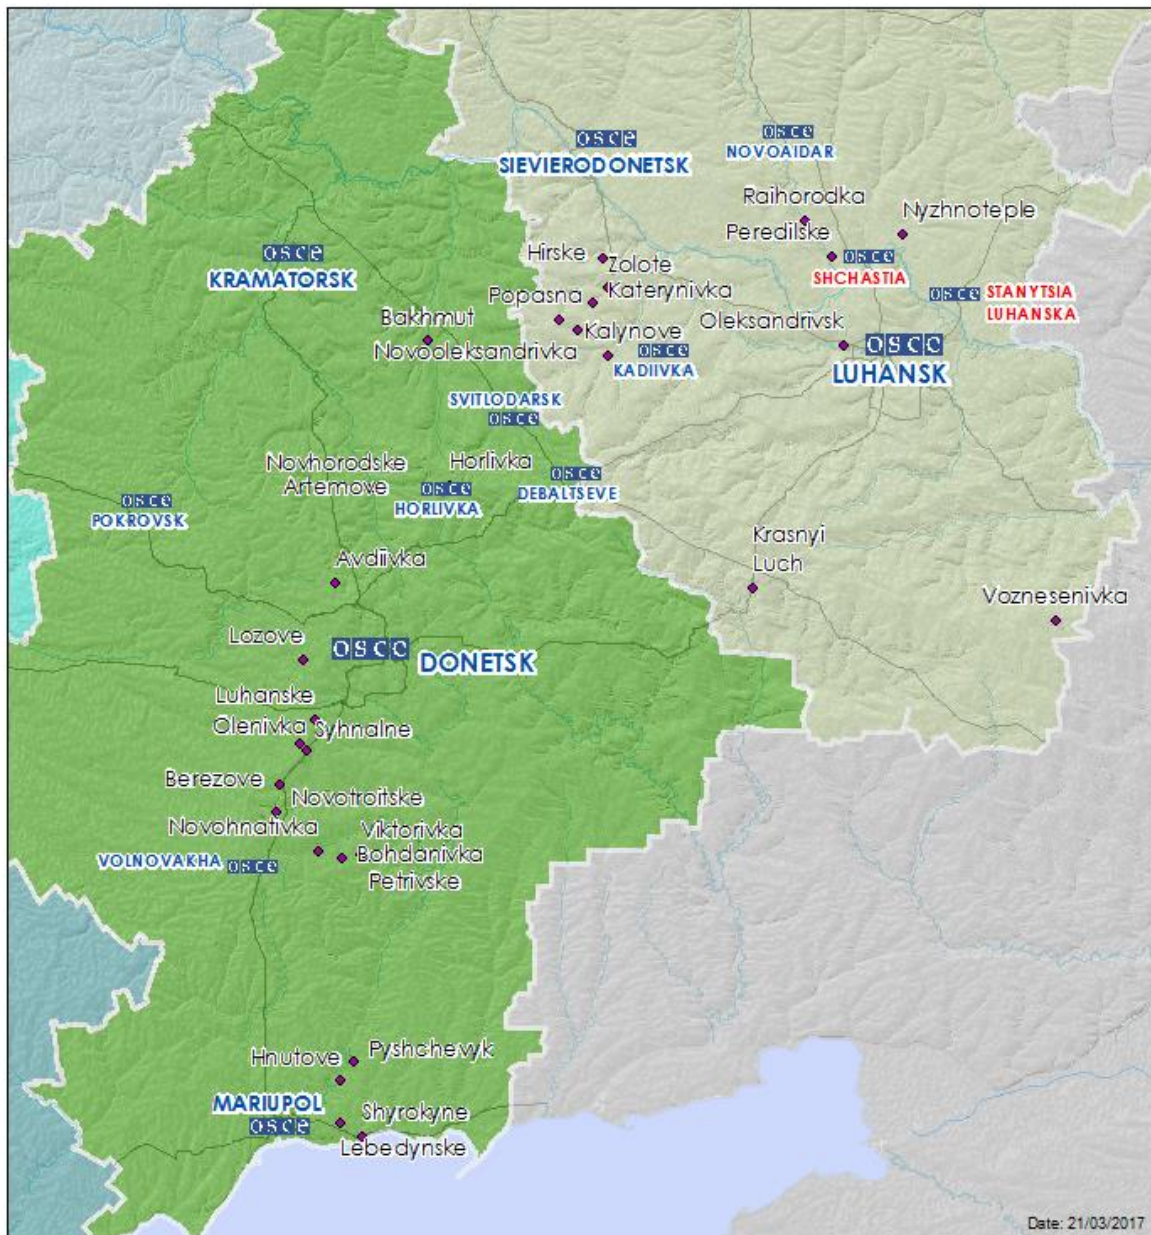 osce
SIEVIERODONETSK
osce
NOVOAIDAR
Raihorodka
Nyzhnoteple
Peredilske
osce
SHCHASTIA
osce
KRAMATORSK
Hirske
Zolote
Katerynivka
Popasna
osce
STANYTSIA
LUHANSKA
Bakhmut
Kalynove
Oleksandrivsk
Novooleksandrivka
osce
KADIIVKA
osce
LUHANSK
SVITLODARSK
osce
Novhorodske
Artemove
Horlivka
osce
HORLIVKA
osce
DEBALTSEVE
osce
POKROVSK
Krasnyi
Luch
Avdiivka
Voznesenivka
Lozove
osce
DONETSK
Luhanske
Olenivka
Syhnalne
Berezove
Novotroitske
Novohnativka
Viktorivka
Bohdanivka
Petrivske
VOLNOVAKHA
osce
Hnutove
Pyshchevyk
MARIUPOL
osce
Shyrokyne
Lebedynske
Date: 21/03/2017